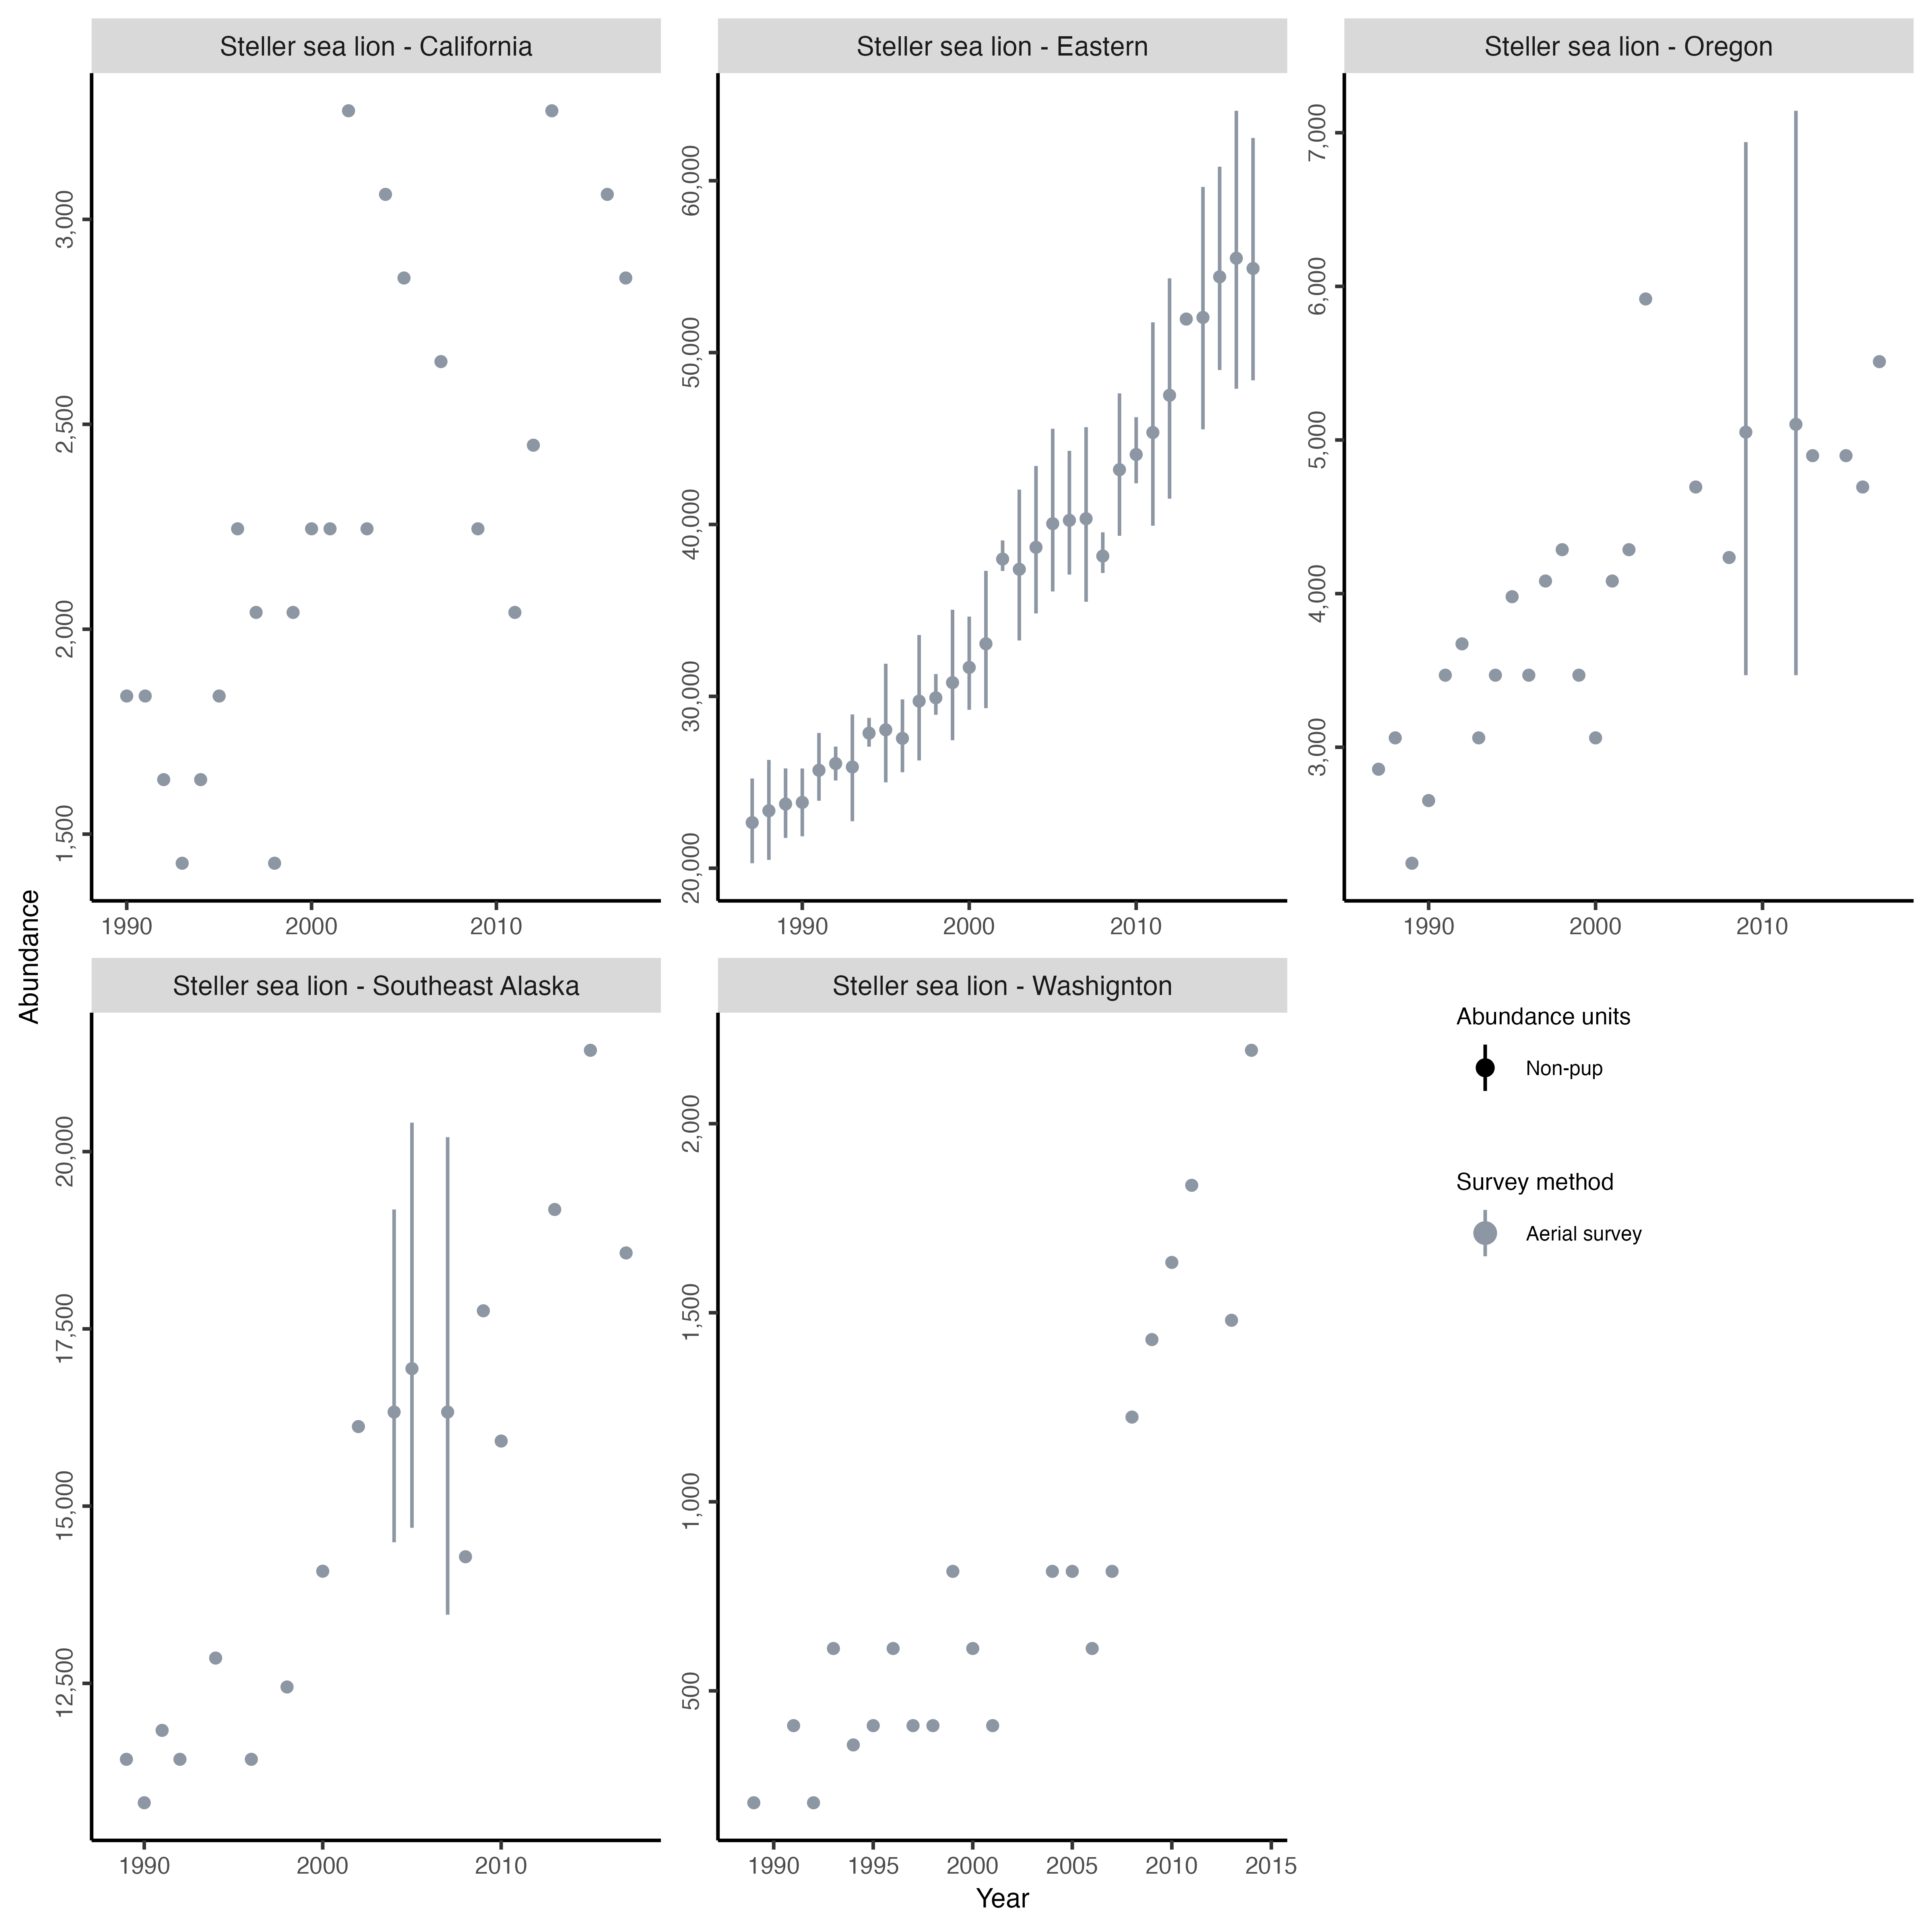 Steller sea lion - California
Steller sea lion - Eastern
Steller sea lion - Oregon
3,000
2,500
2,000
1,500
60,000
50,000
40,000
30,000
20,000
7,000
6,000
5,000
4,000
3,000
1990 2000 2010
1990 2000 2010
1990 2000 2010
Abundance
Steller sea lion - Southeast Alaska
Steller sea lion - Washignton
20,000
17,500
15,000
12,500
2,000
1,500
1,000
500
1990 2000 2010
1990 1995 2000 2005 2010 2015
Year
Abundance units
Non-pup
Survey method
Aerial survey